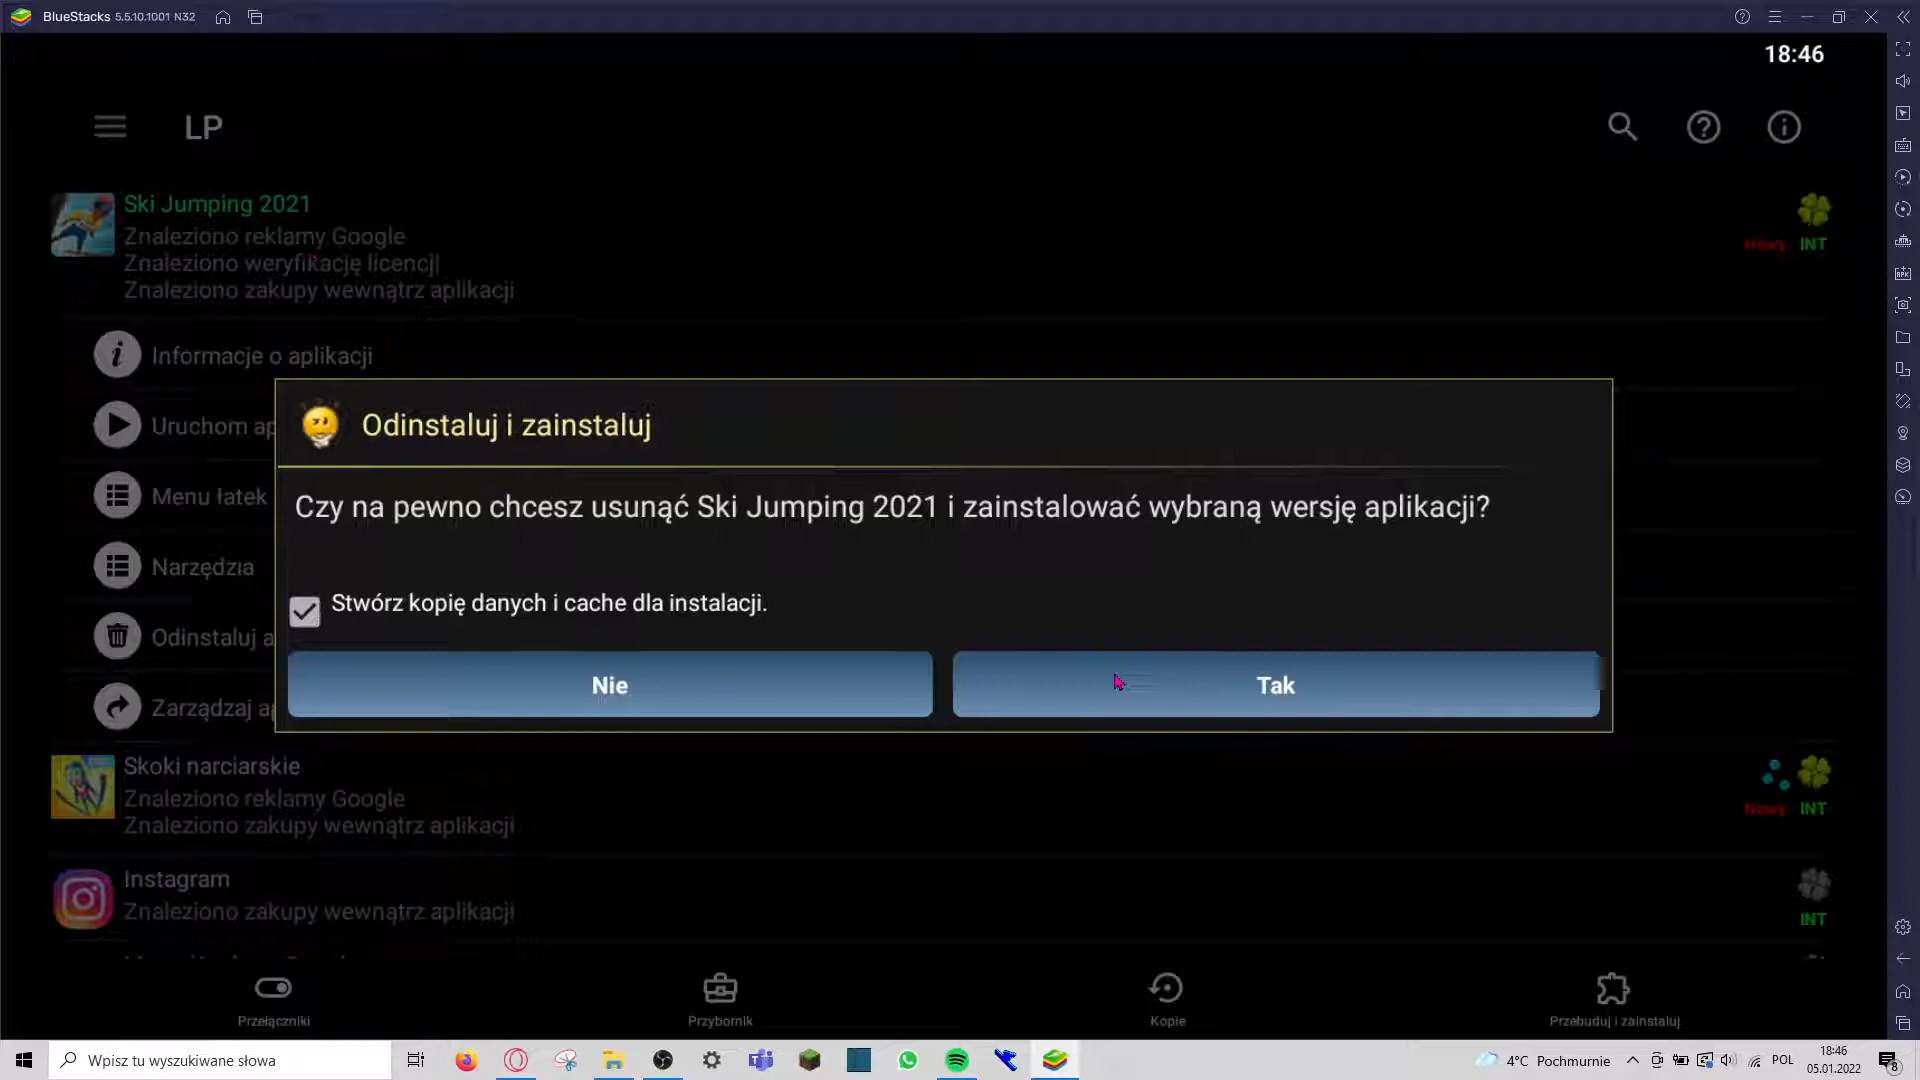 BlueStacks 5.5.10.1001 N32
18:46
LP
Ski Jumping 2021
Znaleziono reklamy Google
Znaleziono weryfikację licencji
Znaleziono zakupy wewnątrz aplikacji
Nowy INT
Informacje o aplikacji
Uruchom ap
Menu łatek
Narzędzia
Odinstaluj a
Zarządzaj ap
Odinstaluj i zainstaluj
Czy na pewno chcesz usunąć Ski Jumping 2021 i zainstalować wybraną wersję aplikacji?
Stwórz kopię danych i cache dla instalacji.
Nie
Tak
Skoki narciarskie
Znaleziono reklamy Google
Znaleziono zakupy wewnątrz aplikacji
Nowy INT
Instagram
Znaleziono zakupy wewnątrz aplikacji
INT
Przełączniki
Przybornik
Kopie
Przebuduj i zainstaluj
Wpisz tu wyszukiwane słowa
4°C Pochmurnie
POL
18:46
05.01.2022
8